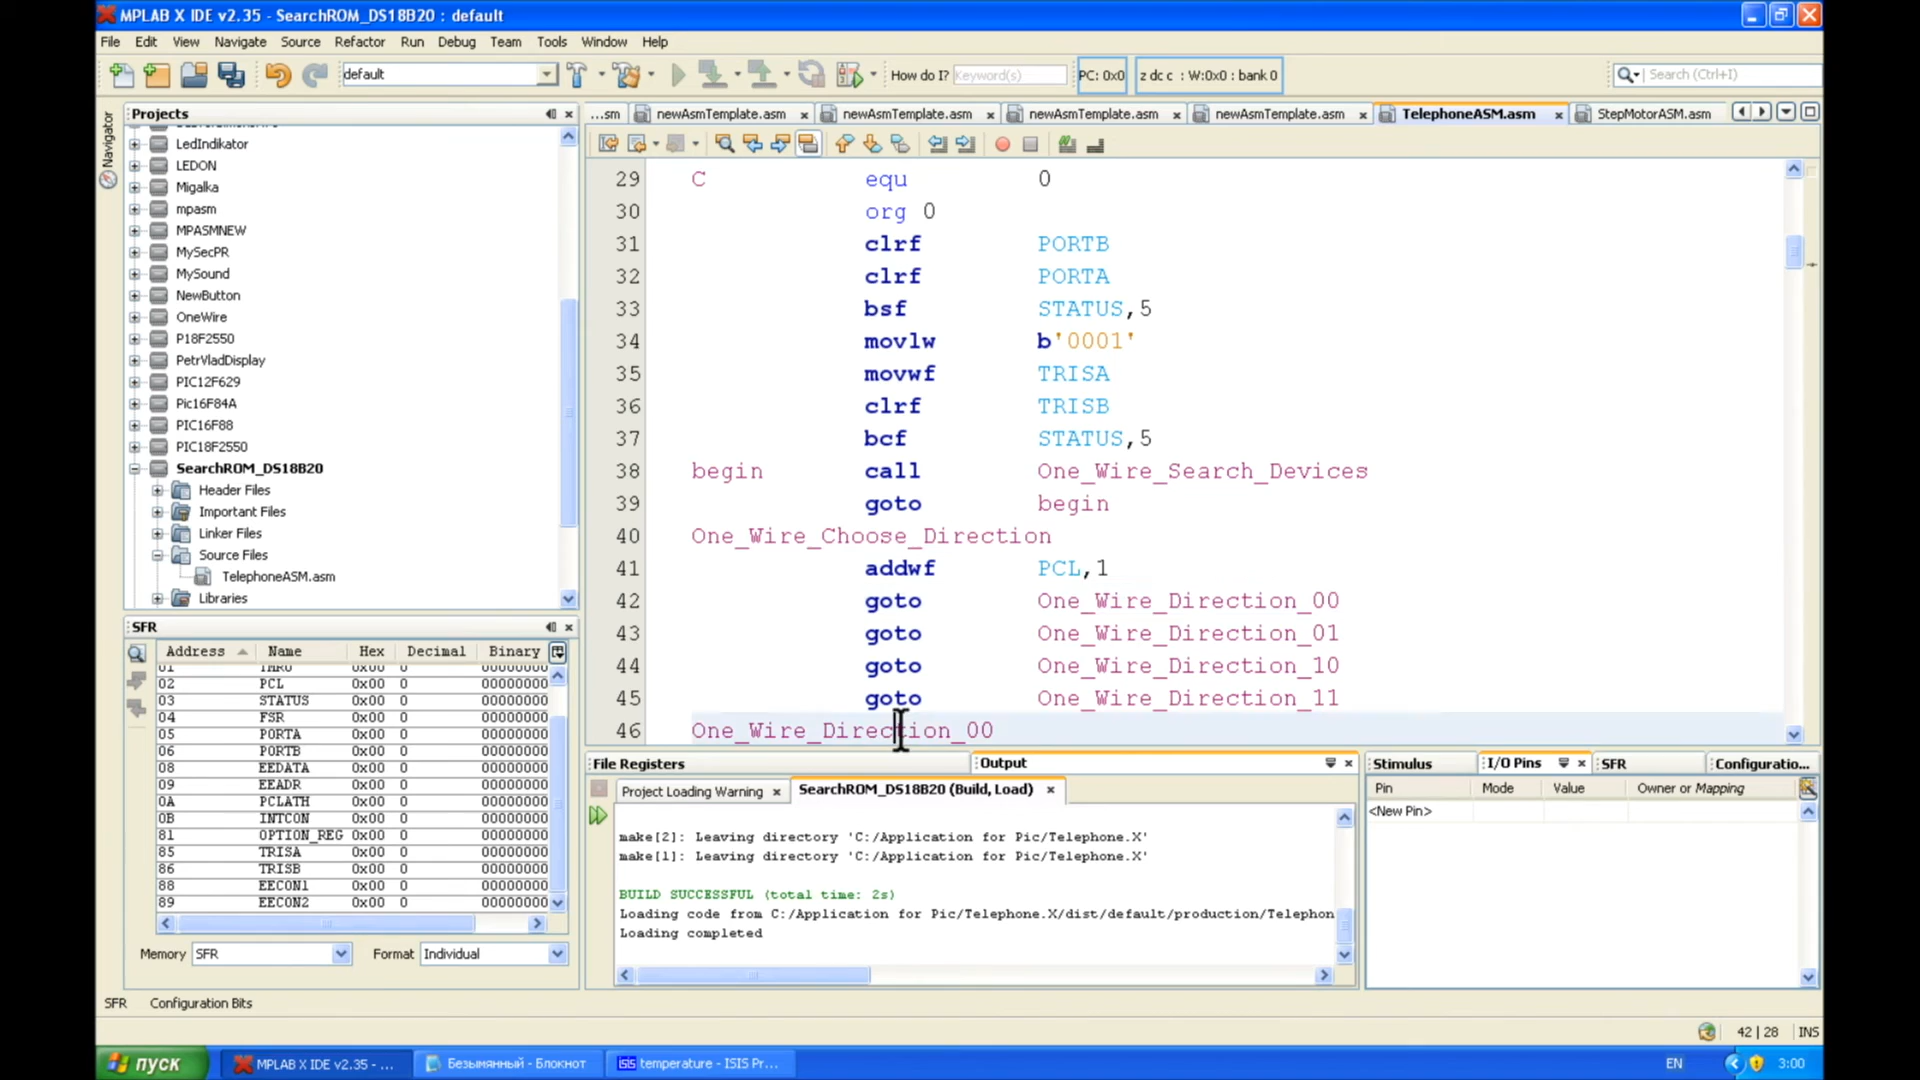 MPLAB X IDE v2.35 - SearchROM_DS18B20 : default
File Edit View Navigate Source Refactor Run Debug Team Tools Window Help
default How do I? Keyword(s) PC: 0x0 z dc c : W:0x0 : bank 0 Search (Ctrl+I)
Navigator
Projects
LedIndikator
LEDON
Migalka
mpasm
MPASMNEW
MySecPR
MySound
NewButton
OneWire
P18F2550
PetrVladDisplay
PIC12F629
Pic16F84A
PIC16F88
PIC18F2550
SearchROM_DS18B20
Header Files
Important Files
Linker Files
Source Files
TelephoneASM.asm
Libraries
...sm newAsmTemplate.asm newAsmTemplate.asm newAsmTemplate.asm newAsmTemplate.asm TelephoneASM.asm StepMotorASM.asm
29 C equ 0
30 org 0
31 clrf PORTB
32 clrf PORTA
33 bsf STATUS,5
34 movlw b'0001'
35 movwf TRISA
36 clrf TRISB
37 bcf STATUS,5
38 begin call One_Wire_Search_Devices
39 goto begin
40 One_Wire_Choose_Direction
41 addwf PCL,1
42 goto One_Wire_Direction_00
43 goto One_Wire_Direction_01
44 goto One_Wire_Direction_10
45 goto One_Wire_Direction_11
46 One_Wire_Direction_00
SFR
Address Name Hex Decimal Binary
01 TMR0 0x00 0 00000000
02 PCL 0x00 0 00000000
03 STATUS 0x00 0 00000000
04 FSR 0x00 0 00000000
05 PORTA 0x00 0 00000000
06 PORTB 0x00 0 00000000
08 EEDATA 0x00 0 00000000
09 EEADR 0x00 0 00000000
0A PCLATH 0x00 0 00000000
0B INTCON 0x00 0 00000000
81 OPTION_REG 0x00 0 00000000
85 TRISA 0x00 0 00000000
86 TRISB 0x00 0 00000000
88 EECON1 0x00 0 00000000
89 EECON2 0x00 0 00000000
Memory SFR Format Individual
SFR Configuration Bits
File Registers Output
Project Loading Warning SearchROM_DS18B20 (Build, Load)
make[2]: Leaving directory 'C:/Application for Pic/Telephone.X'
make[1]: Leaving directory 'C:/Application for Pic/Telephone.X'
BUILD SUCCESSFUL (total time: 2s)
Loading code from C:/Application for Pic/Telephone.X/dist/default/production/Telephon
Loading completed
Stimulus I/O Pins SFR Configuratio...
Pin Mode Value Owner or Mapping
<New Pin>
42 | 28 INS
пуск MPLAB X IDE v2.35 - ... Безымянный - Блокнот temperature - ISIS Pr... EN 3:00